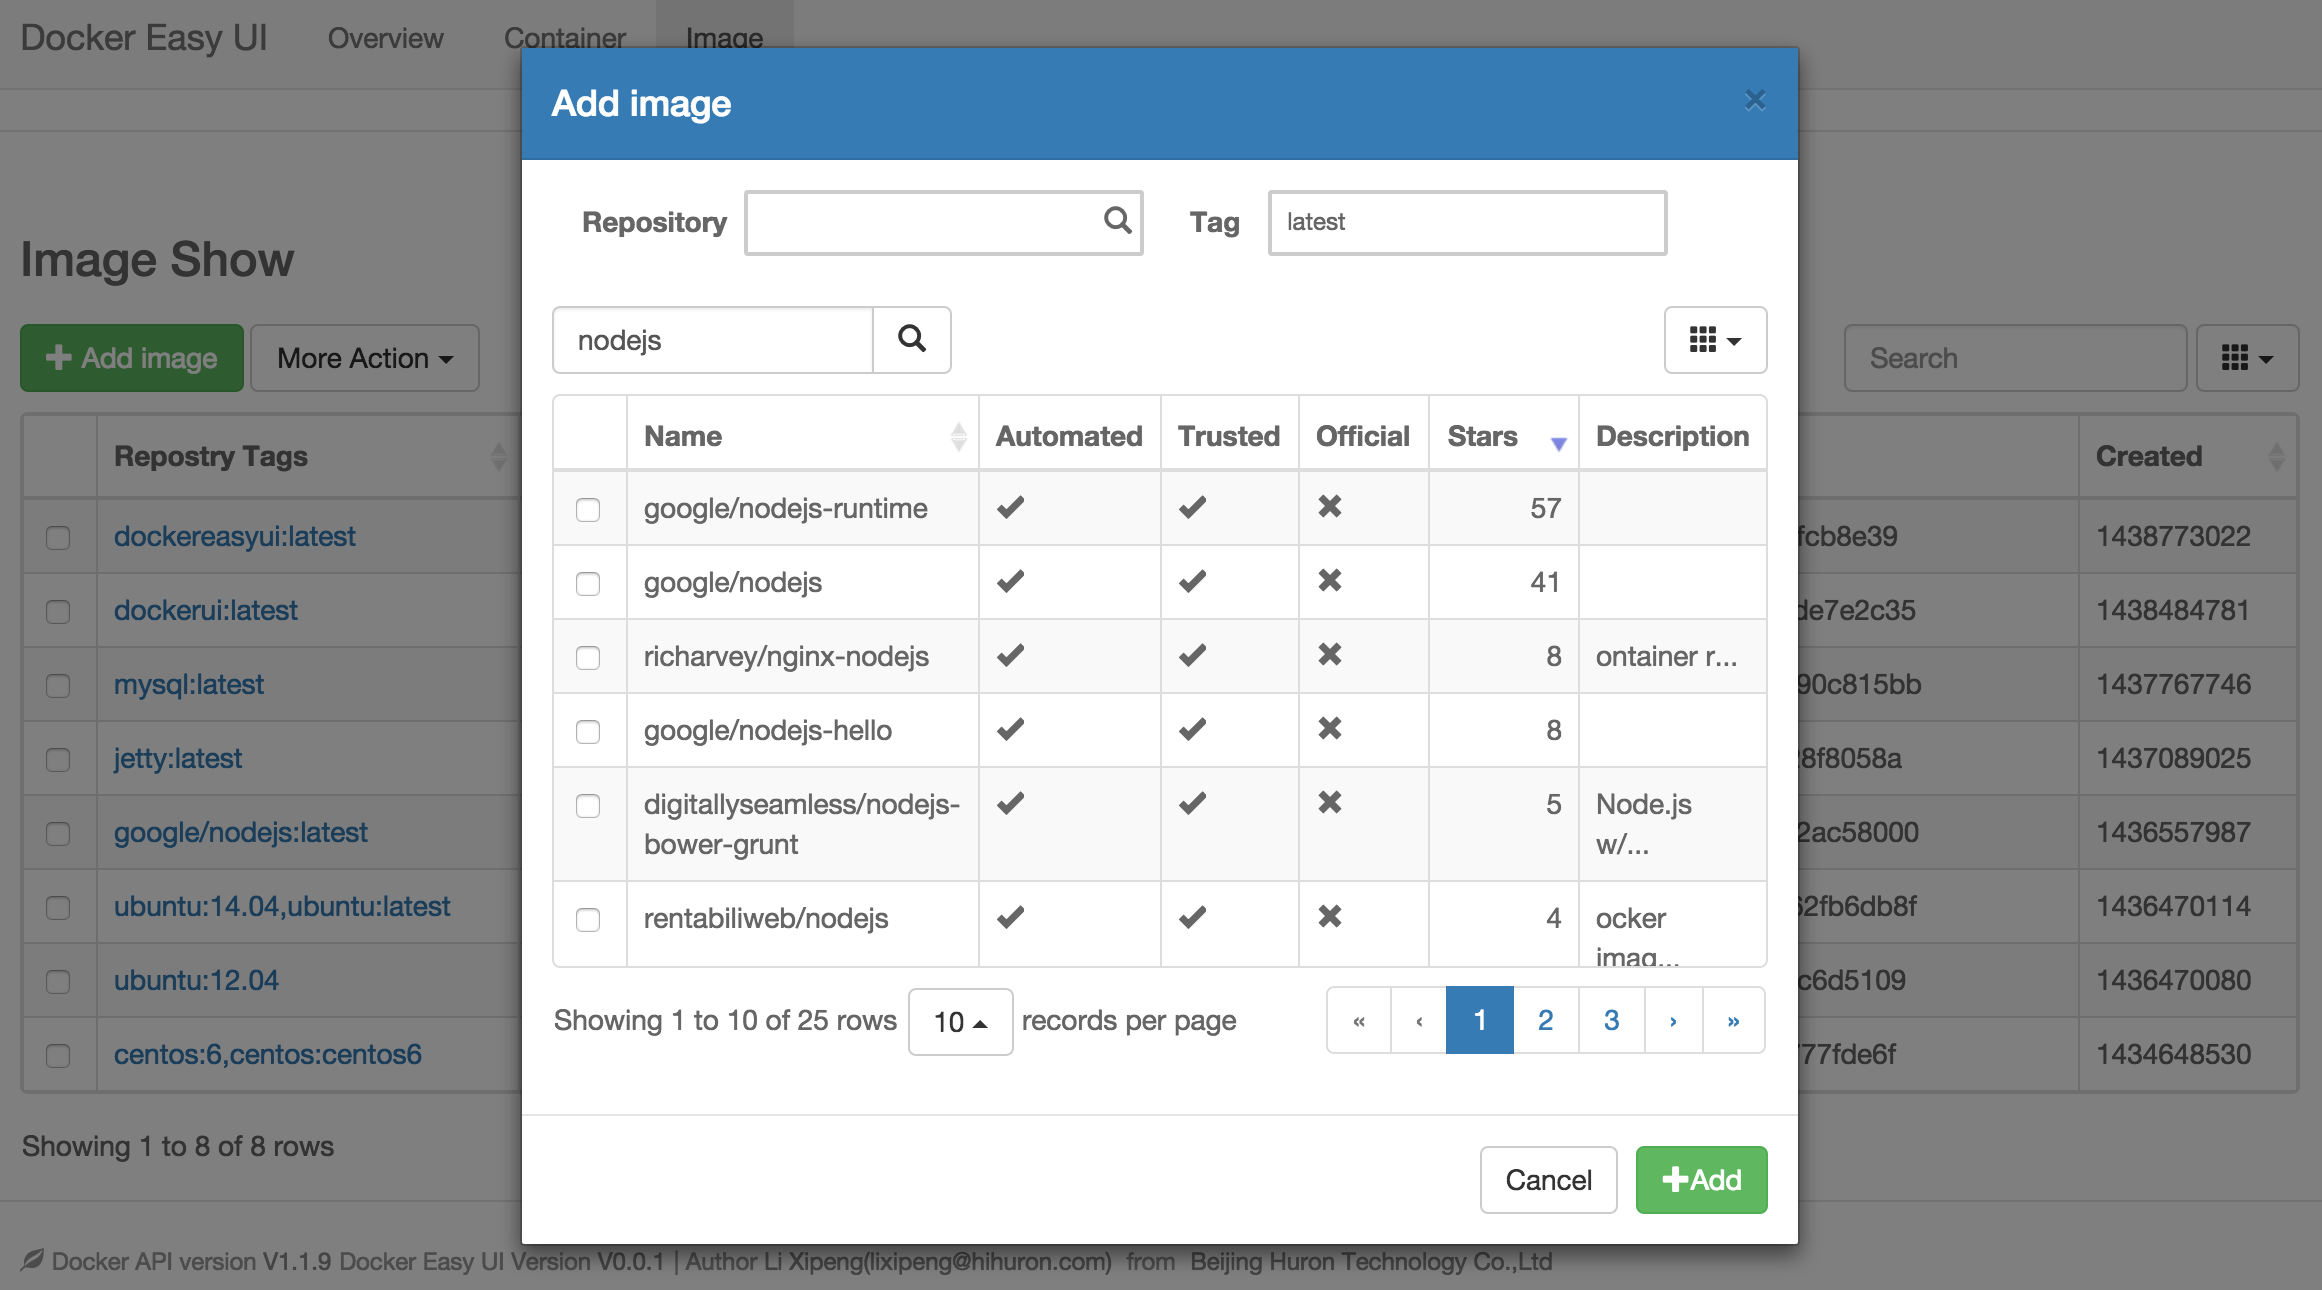 Docker Easy UI Overview Container Image
Add image
Repository Tag latest
Image Show
nodejs
Add image More Action Search
Name Automated Trusted Official Stars Description
Repostry Tags Created
google/nodejs-runtime 57
dockereasyui:latest fcb8e39 1438773022
google/nodejs 41
dockerui:latest de7e2c35 1438484781
richarvey/nginx-nodejs 8 ontainer r...
mysql:latest 90c815bb 1437767746
google/nodejs-hello 8
jetty:latest 8f8058a 1437089025
digitallyseamless/nodejs- 5 Node.js
bower-grunt w/...
google/nodejs:latest 2ac58000 1436557987
rentabiliweb/nodejs 4 ocker
imag...
ubuntu:14.04,ubuntu:latest 2fb6db8f 1436470114
ubuntu:12.04 c6d5109 1436470080
Showing 1 to 10 of 25 rows 10 records per page « ‹ 1 2 3 › »
centos:6,centos:centos6 77fde6f 1434648530
Showing 1 to 8 of 8 rows
Cancel Add
Docker API version V1.1.9 Docker Easy UI Version V0.0.1 | Author Li Xipeng(lixipeng@hihuron.com) from Beijing Huron Technology Co.,Ltd